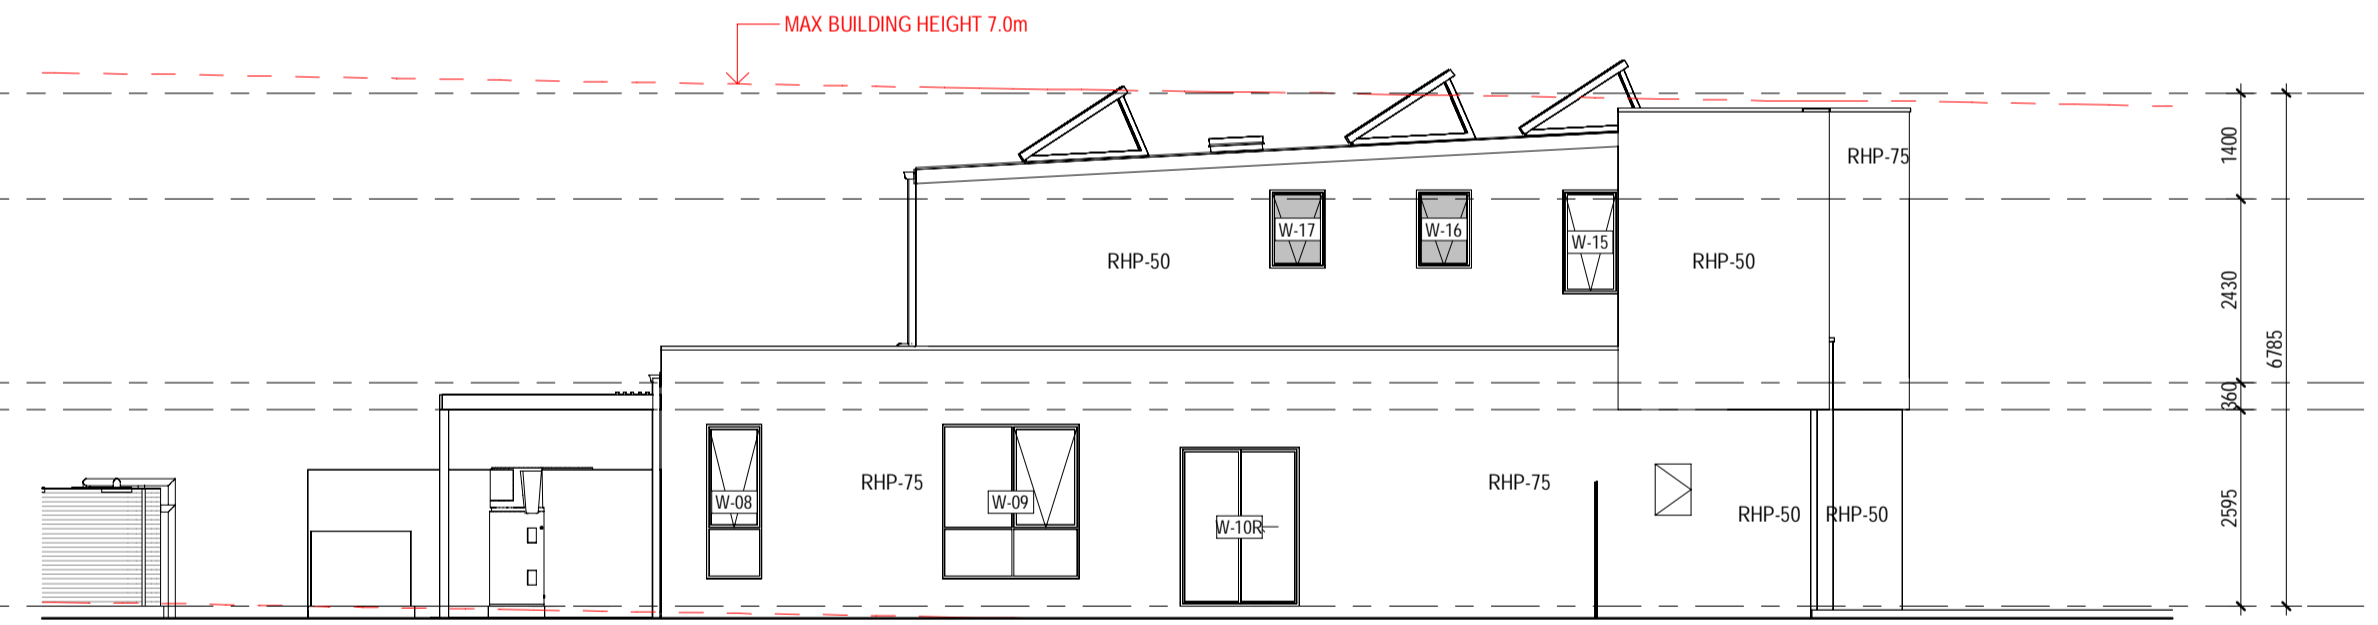 MAX BUILDING HEIGHT 7.0m
RHP-75
1400
W-17
W-16
W-15
RHP-50
RHP-50
2430
6785
360
RHP-75
RHP-75
W-08
W-09
W-10R
RHP-50
RHP-50
2595